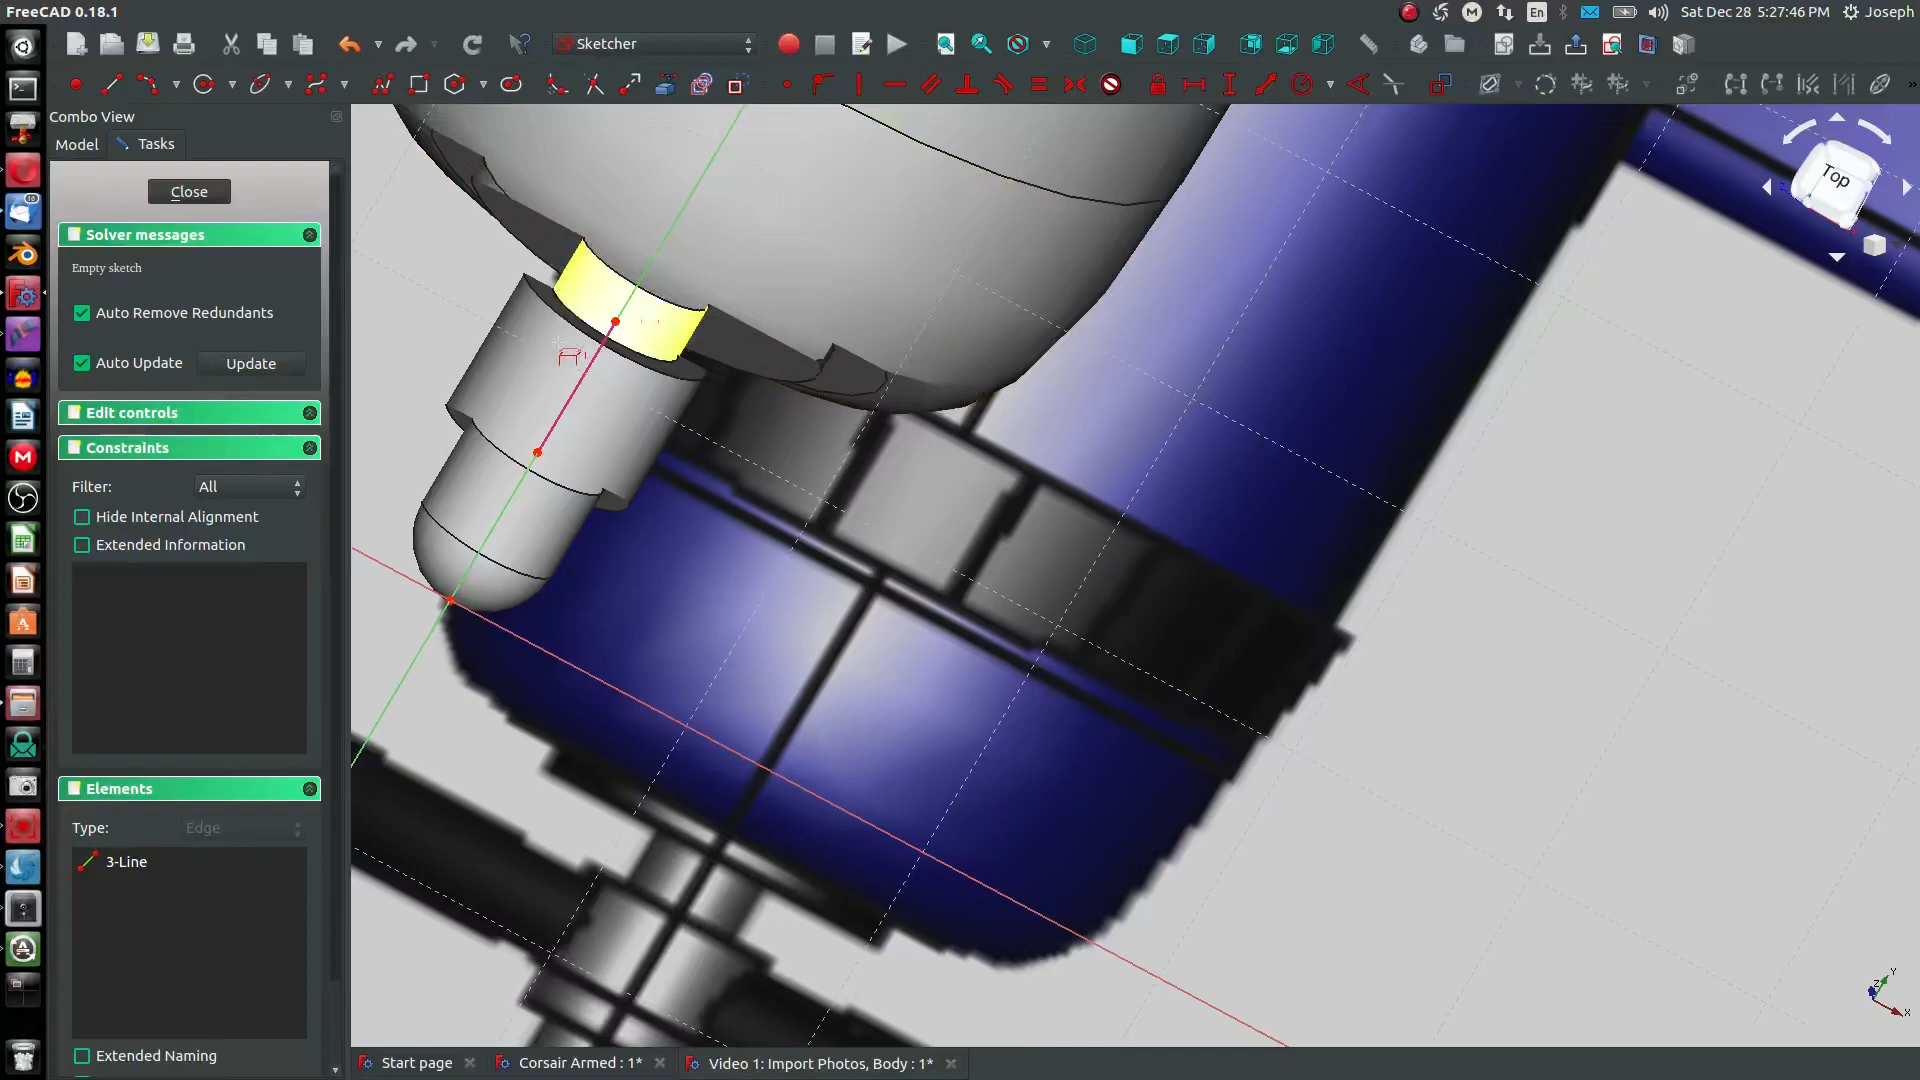 FreeCAD 0.18.1
En
Sat Dec 28 5:27:46 PM
Joseph
Sketcher
Combo View
Model
Tasks
Close
Solver messages
Empty sketch
Auto Remove Redundants
Auto Update
Update
Edit controls
Constraints
Filter:
All
Hide Internal Alignment
Extended Information
Elements
Type:
Edge
3-Line
Extended Naming
Top
Y
Z
X
Start page
Corsair Armed : 1*
Video 1: Import Photos, Body : 1*